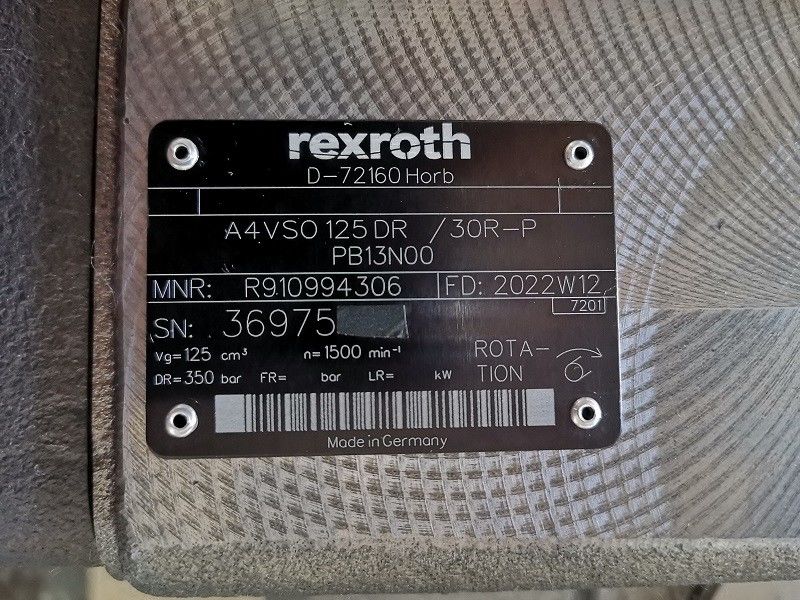 rexroth
D-72160 Horb
A4VSO 125 DR /30R-P
PB13N00
MNR: R910994306 FD: 2022W12
7201
SN: 36975
Vg=125 cm³ n=1500 min⁻¹ ROTA-
DR=350 bar FR= bar LR= kW TION
Made in Germany